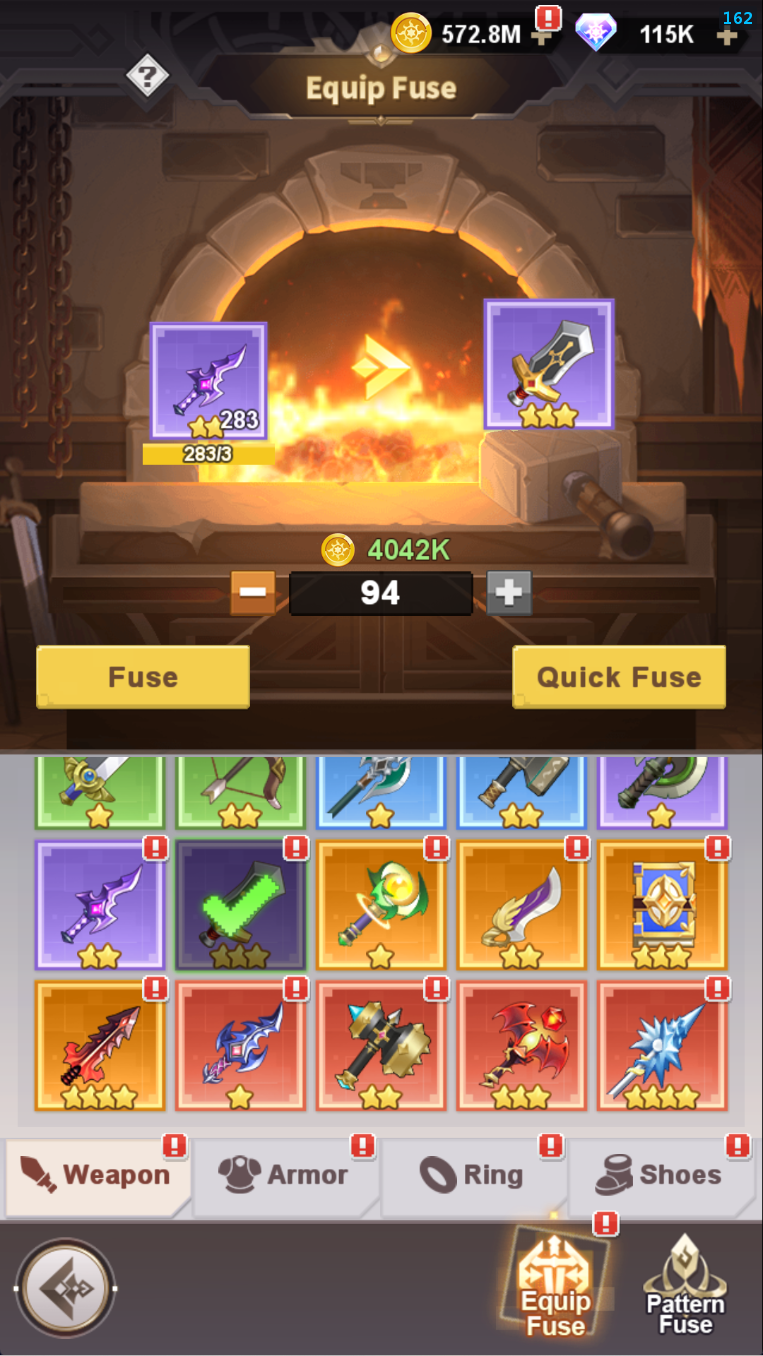 162
572.8M
115K
?
Equip Fuse
283
283/3
4042K
94
Fuse
Quick Fuse
Weapon
Armor
Ring
Shoes
Equip
Fuse
Pattern
Fuse